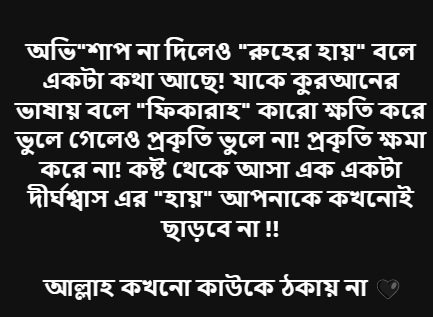 অভি"শাপ না দিলেও "রুহের হায়" বলে
একটা কথা আছে! যাকে কুরআনের
ভাষায় বলে "ফিকারাহ" কারো ক্ষতি করে
ভুলে গেলেও প্রকৃতি ভুলে না! প্রকৃতি ক্ষমা
করে না! কষ্ট থেকে আসা এক একটা
দীর্ঘশ্বাস এর "হায়" আপনাকে কখনোই
ছাড়বে না !!
আল্লাহ কখনো কাউকে ঠকায় না 🖤